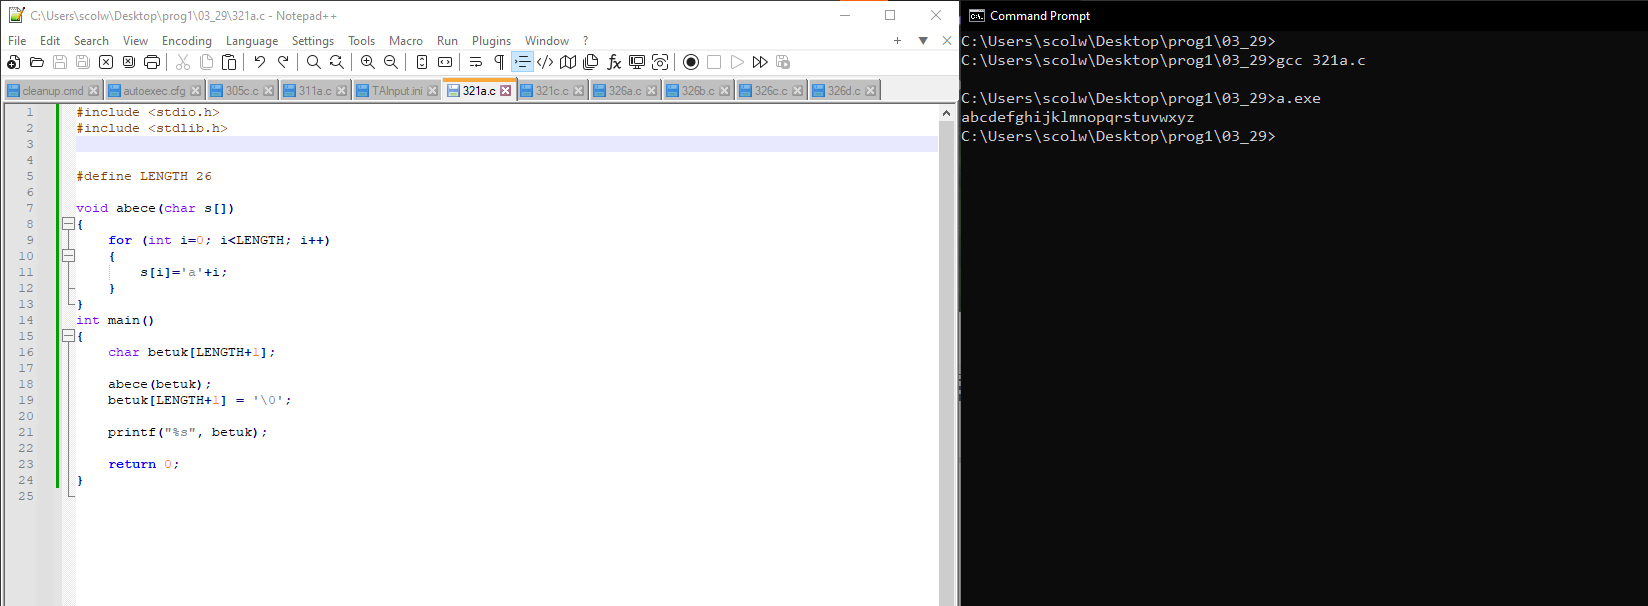 C:\Users\scolw\Desktop\prog1\03_29\321a.c - Notepad++
File Edit Search View Encoding Language Settings Tools Macro Run Plugins Window ?
cleanup.cmd autoexec.cfg 305c.c 311a.c TAInput.ini 321a.c 321c.c 326a.c 326b.c 326c.c 326d.c
1 #include <stdio.h>
2 #include <stdlib.h>
3
4
5 #define LENGTH 26
6
7 void abece(char s[])
8 {
9 for (int i=0; i<LENGTH; i++)
10 {
11 s[i]='a'+i;
12 }
13 }
14 int main()
15 {
16 char betuk[LENGTH+1];
17
18 abece(betuk);
19 betuk[LENGTH+1] = '\0';
20
21 printf("%s", betuk);
22
23 return 0;
24 }
25
Command Prompt
C:\Users\scolw\Desktop\prog1\03_29>
C:\Users\scolw\Desktop\prog1\03_29>gcc 321a.c
C:\Users\scolw\Desktop\prog1\03_29>a.exe
abcdefghijklmnopqrstuvwxyz
C:\Users\scolw\Desktop\prog1\03_29>